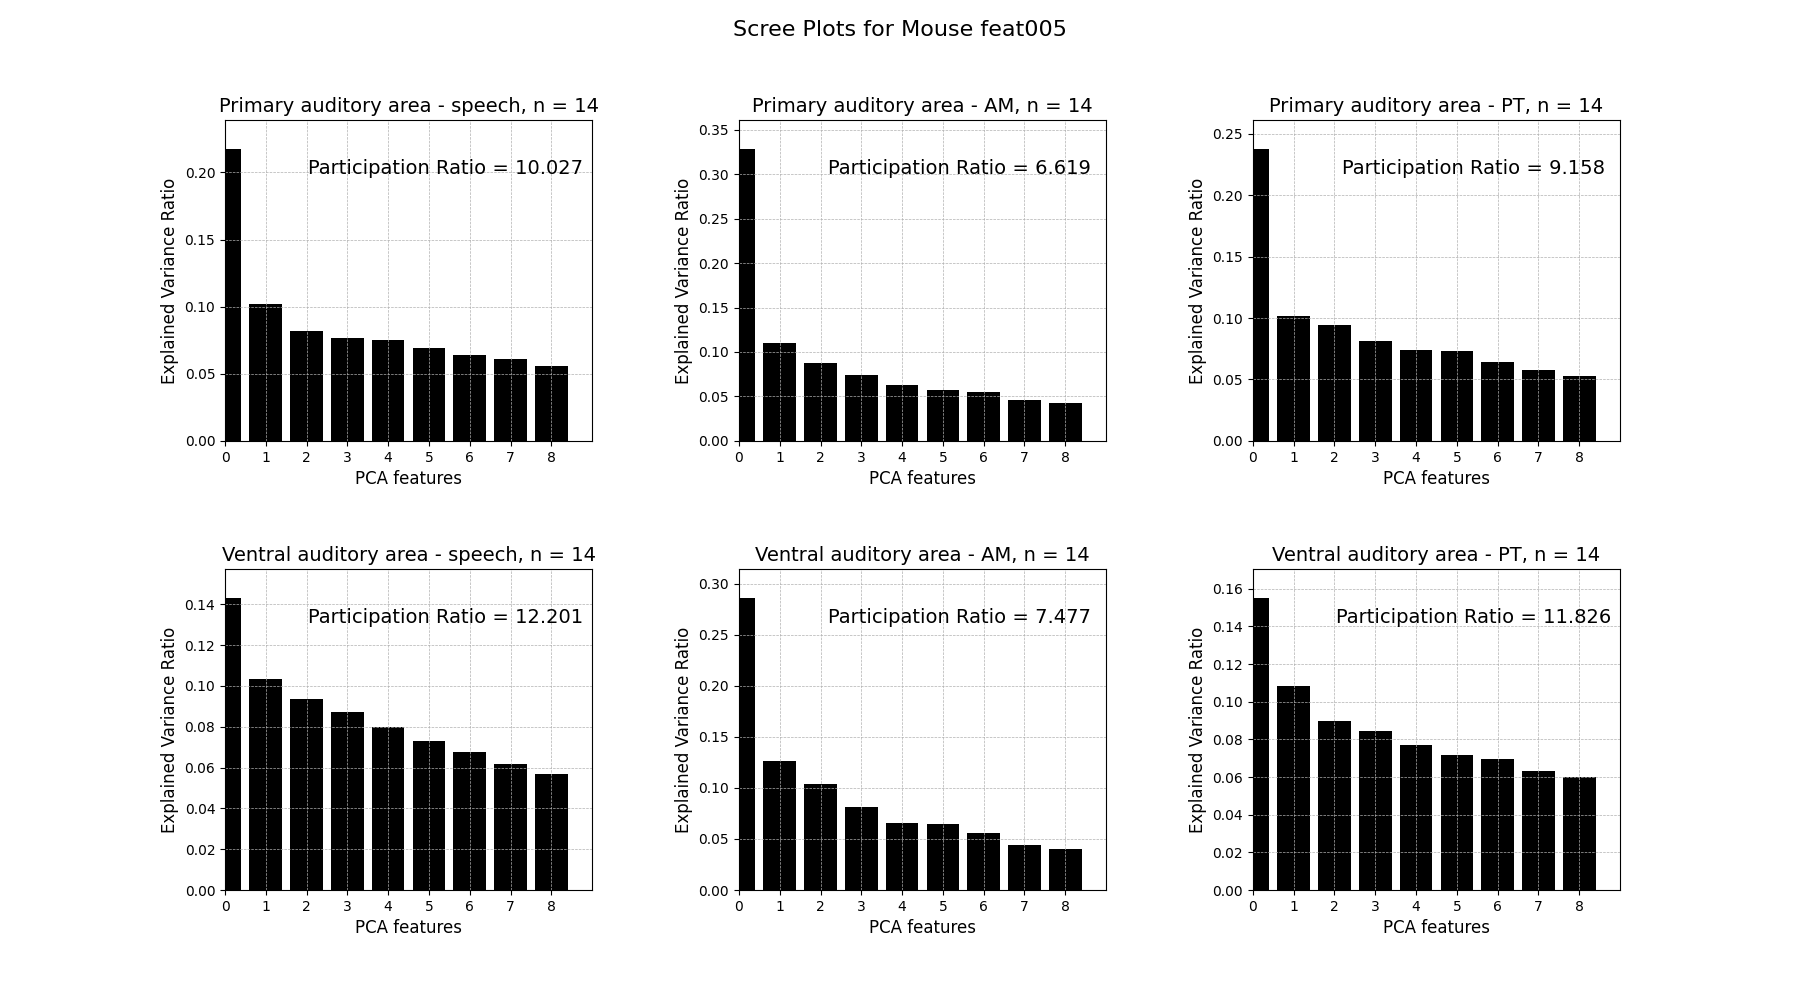 Scree Plots for Mouse feat005
Primary auditory area - speech, n = 14
Participation Ratio = 10.027
Explained Variance Ratio
0.20
0.15
0.10
0.05
0.00
0 1 2 3 4 5 6 7 8
PCA features
Primary auditory area - AM, n = 14
Participation Ratio = 6.619
Explained Variance Ratio
0.35
0.30
0.25
0.20
0.15
0.10
0.05
0.00
0 1 2 3 4 5 6 7 8
PCA features
Primary auditory area - PT, n = 14
Participation Ratio = 9.158
Explained Variance Ratio
0.25
0.20
0.15
0.10
0.05
0.00
0 1 2 3 4 5 6 7 8
PCA features
Ventral auditory area - speech, n = 14
Participation Ratio = 12.201
Explained Variance Ratio
0.14
0.12
0.10
0.08
0.06
0.04
0.02
0.00
0 1 2 3 4 5 6 7 8
PCA features
Ventral auditory area - AM, n = 14
Participation Ratio = 7.477
Explained Variance Ratio
0.30
0.25
0.20
0.15
0.10
0.05
0.00
0 1 2 3 4 5 6 7 8
PCA features
Ventral auditory area - PT, n = 14
Participation Ratio = 11.826
Explained Variance Ratio
0.16
0.14
0.12
0.10
0.08
0.06
0.04
0.02
0.00
0 1 2 3 4 5 6 7 8
PCA features